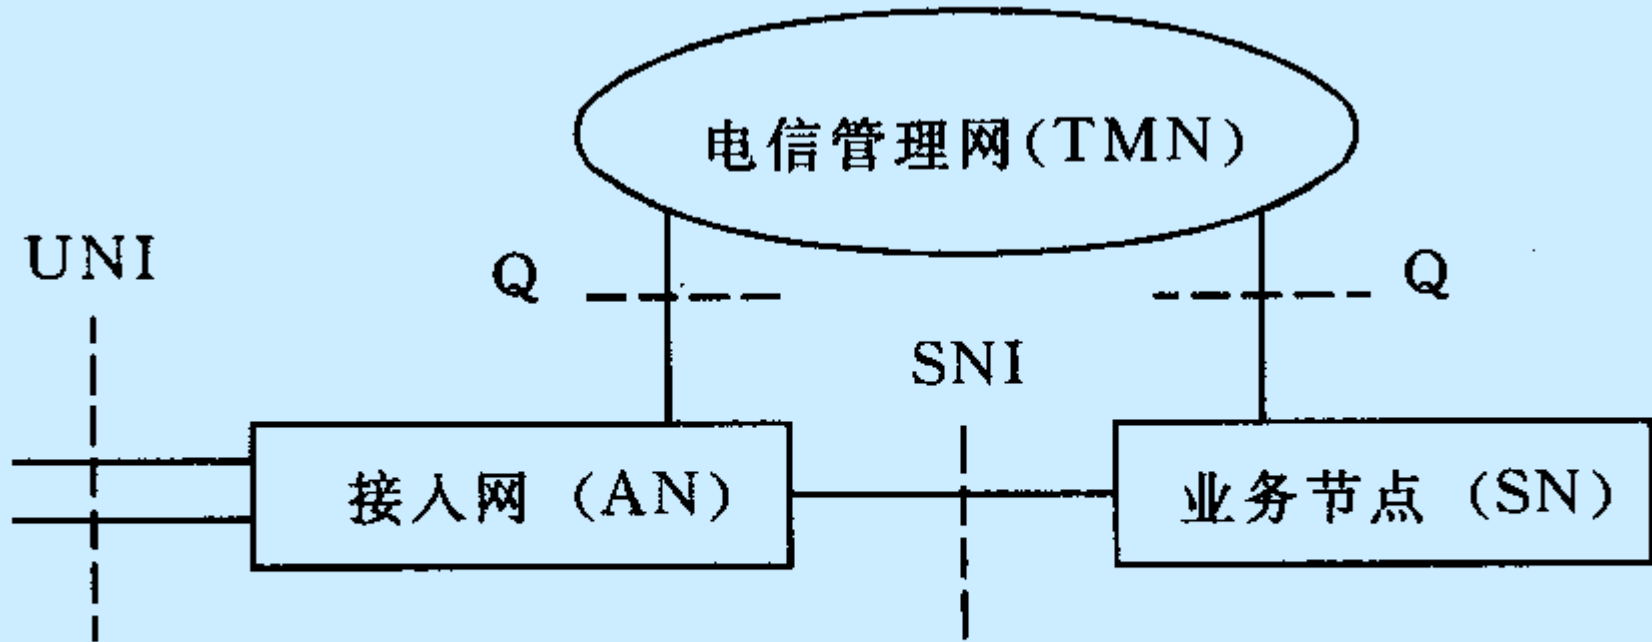 电信管理网(TMN)
UNI
Q
Q
SNI
接入网 (AN)
业务节点 (SN)